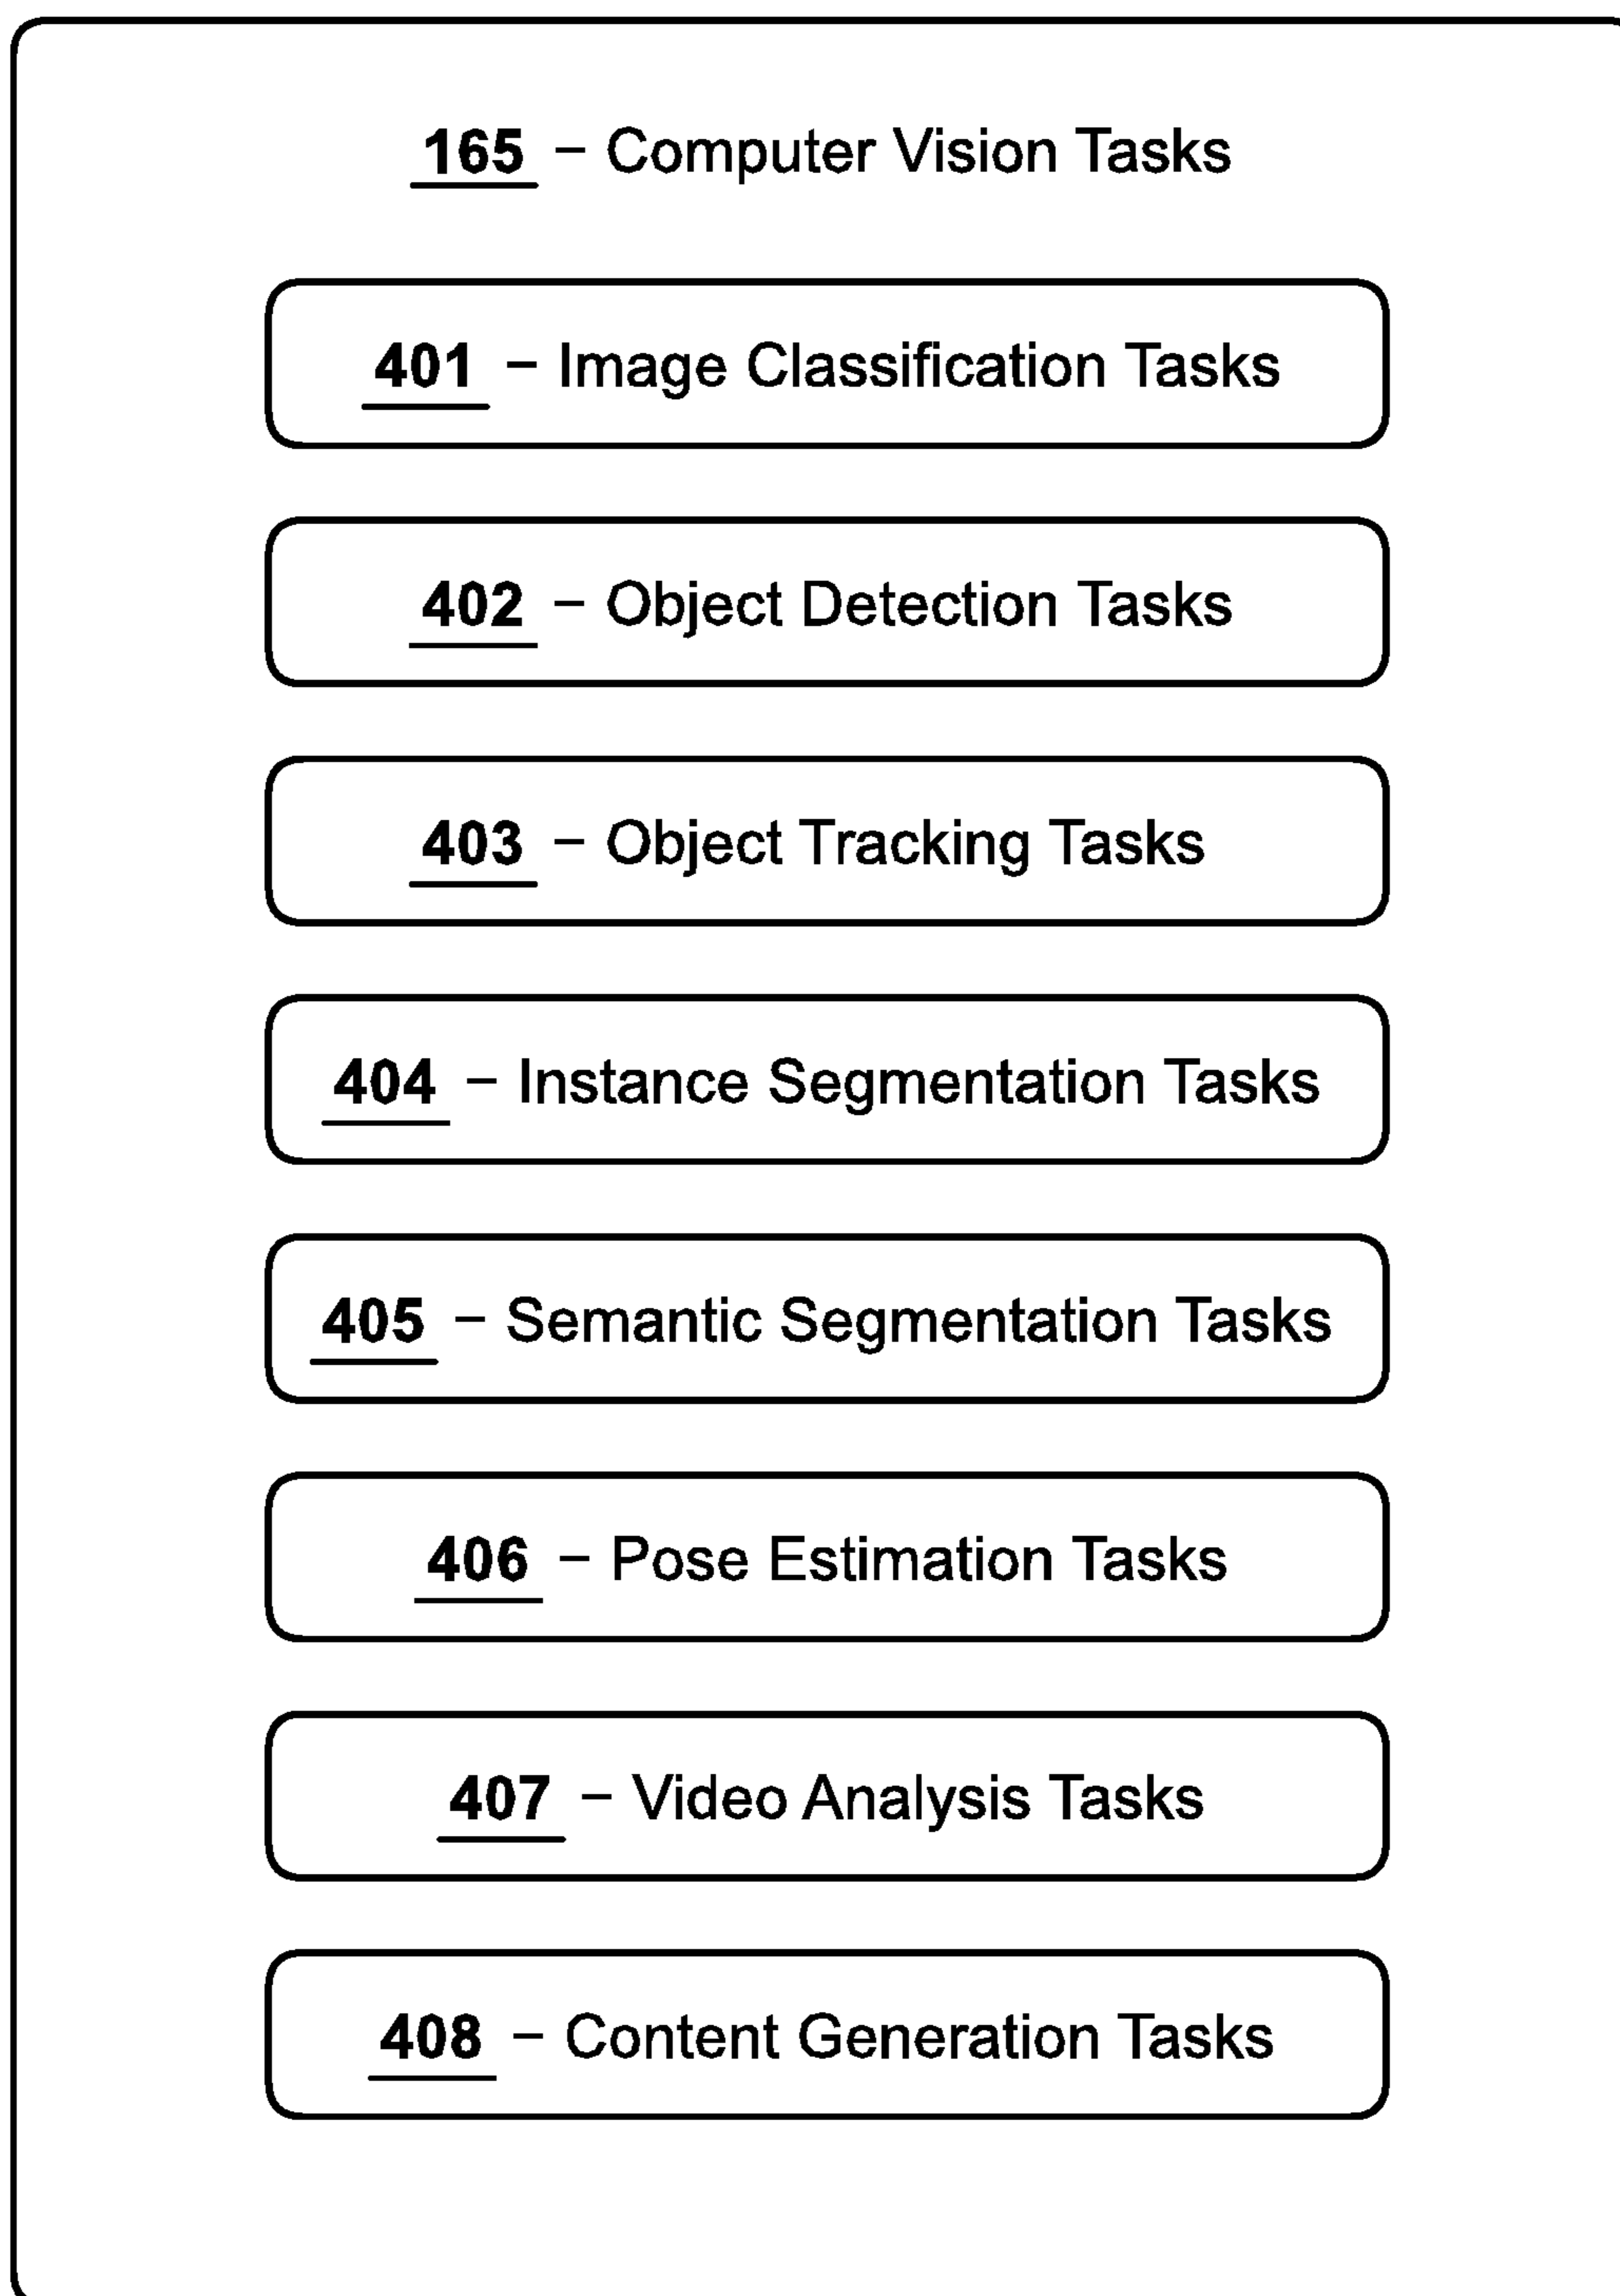 165 – Computer Vision Tasks
401 – Image Classification Tasks
402 – Object Detection Tasks
403 – Object Tracking Tasks
404 – Instance Segmentation Tasks
405 – Semantic Segmentation Tasks
406 – Pose Estimation Tasks
407 – Video Analysis Tasks
408 – Content Generation Tasks